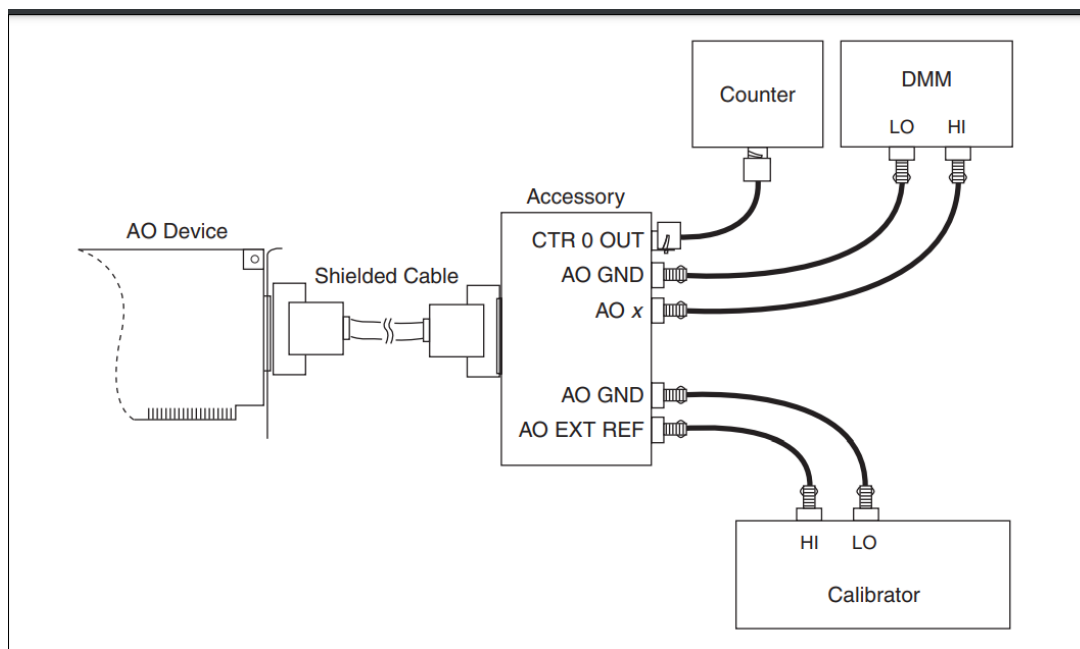 Counter
DMM
LO
HI
Accessory
AO Device
CTR 0 OUT
Shielded Cable
AO GND
AO x
AO GND
AO EXT REF
HI
LO
Calibrator